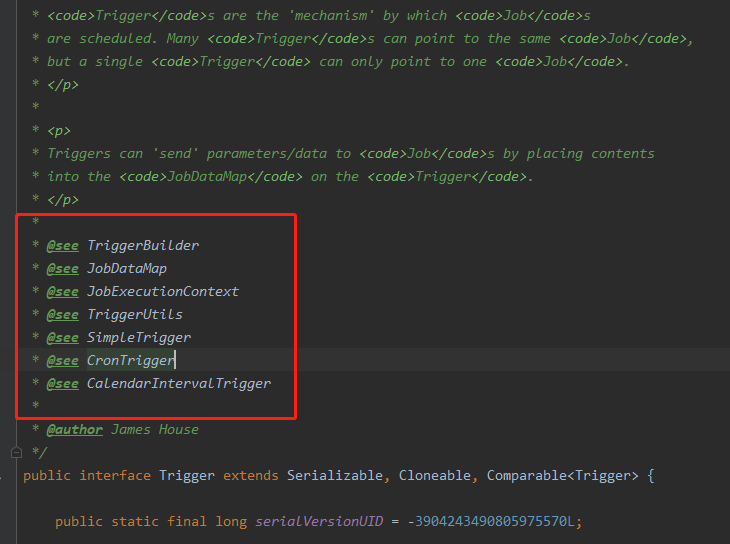 * <code>Trigger</code>s are the 'mechanism' by which <code>Job</code>s
* are scheduled. Many <code>Trigger</code>s can point to the same <code>Job</code>,
* but a single <code>Trigger</code> can only point to one <code>Job</code>.
* </p>
*
* <p>
* Triggers can 'send' parameters/data to <code>Job</code>s by placing contents
* into the <code>JobDataMap</code> on the <code>Trigger</code>.
* </p>
*
* @see TriggerBuilder
* @see JobDataMap
* @see JobExecutionContext
* @see TriggerUtils
* @see SimpleTrigger
* @see CronTrigger
* @see CalendarIntervalTrigger
*
* @author James House
*/
public interface Trigger extends Serializable, Cloneable, Comparable<Trigger> {
public static final long serialVersionUID = -3904243490805975570L;